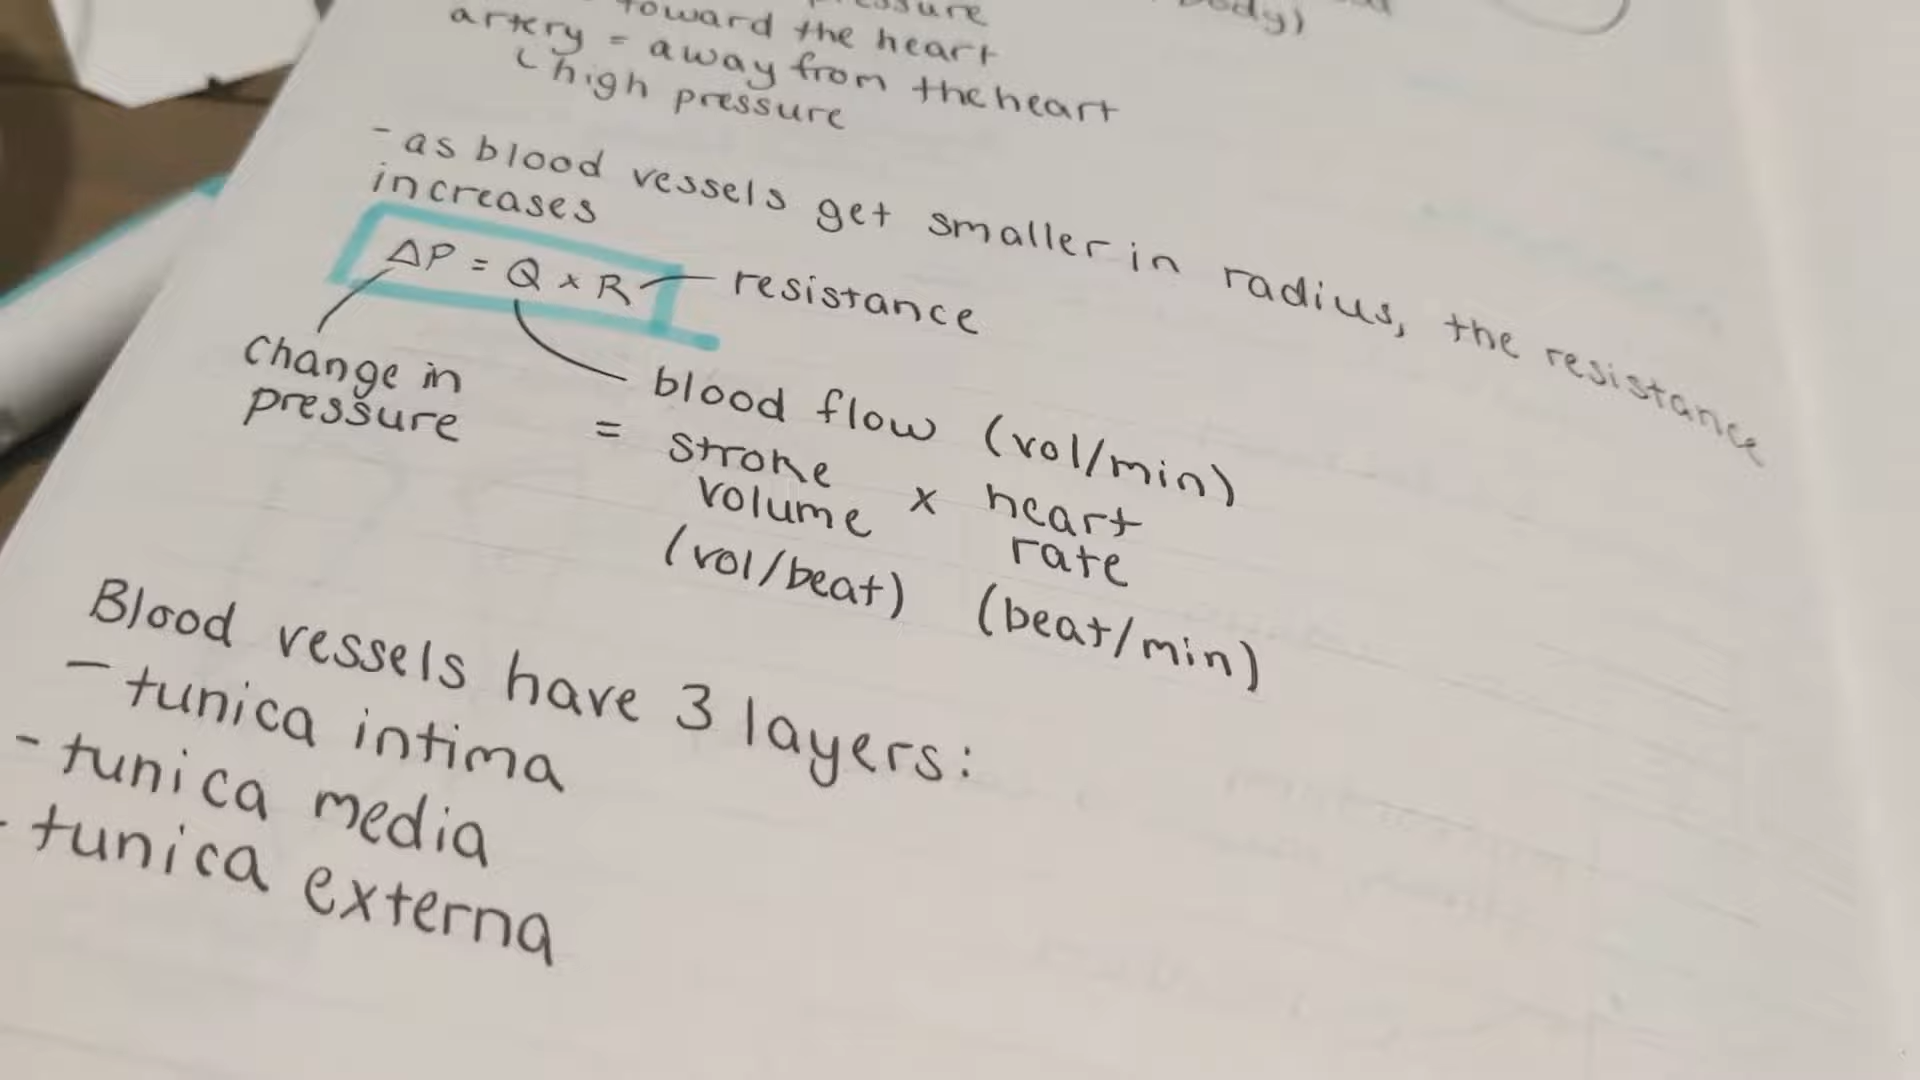 toward the heart
artery = away from the heart
high pressure
- as blood vessels get smaller in radius, the resistance
increases
ΔP = Q x R
resistance
change in
pressure
blood flow (vol/min)
= stroke volume x heart rate
(vol/beat) (beat/min)
Blood vessels have 3 layers:
- tunica intima
- tunica media
- tunica externa